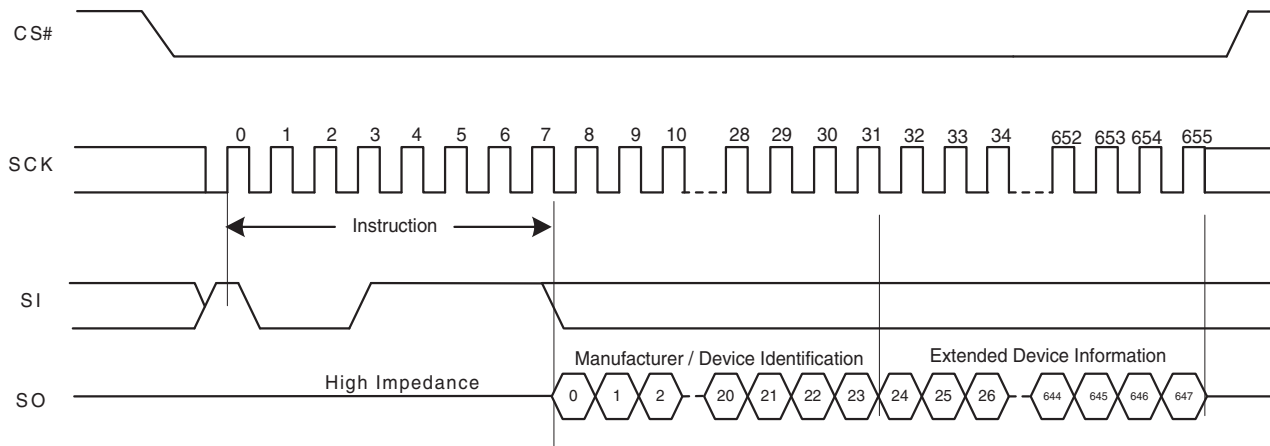 CS#
0 1 2 3 4 5 6 7 8 9 10 28 29 30 31 32 33 34 652 653 654 655
SCK
Instruction
SI
Manufacturer / Device Identification Extended Device Information
High Impedance
SO 0 1 2 20 21 22 23 24 25 26 644 645 646 647